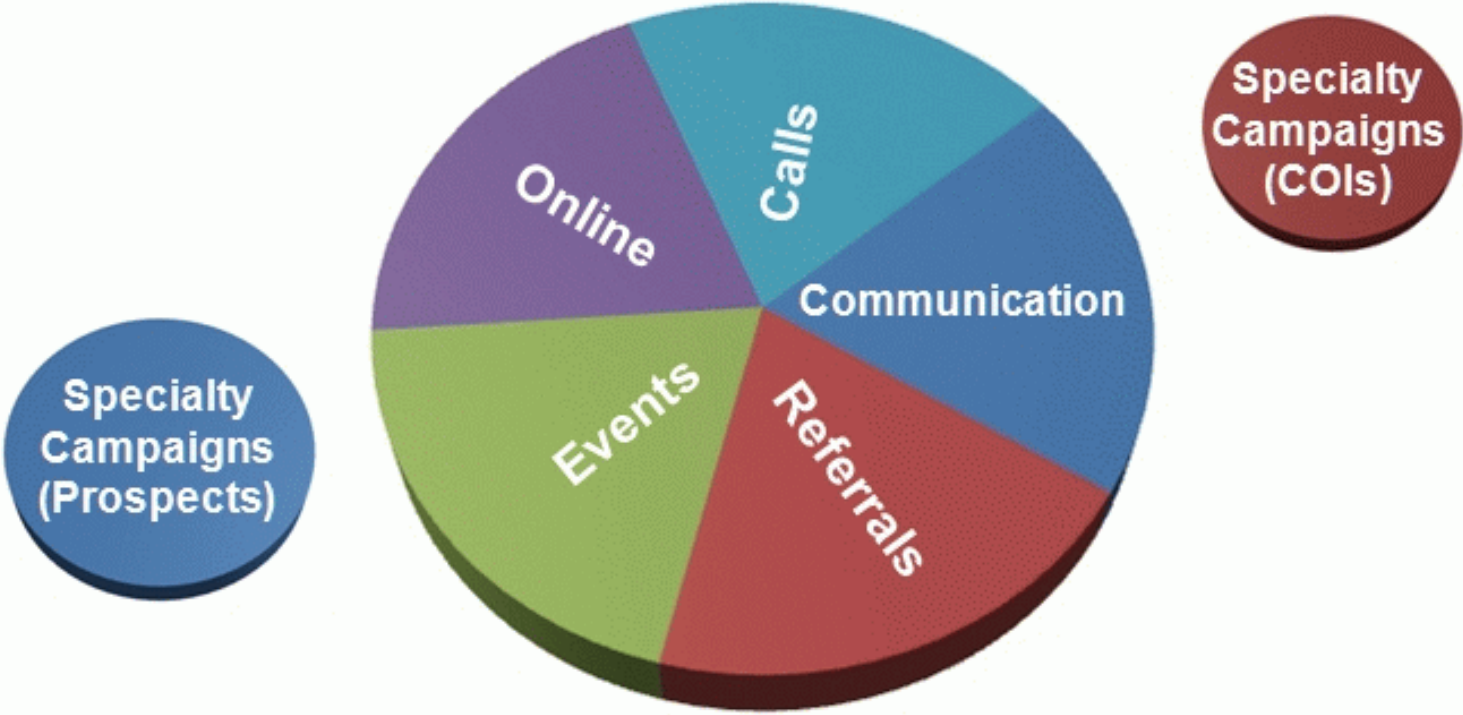 Specialty
Campaigns
(COIs)
Calls
Online
Communication
Events
Referrals
Specialty
Campaigns
(Prospects)